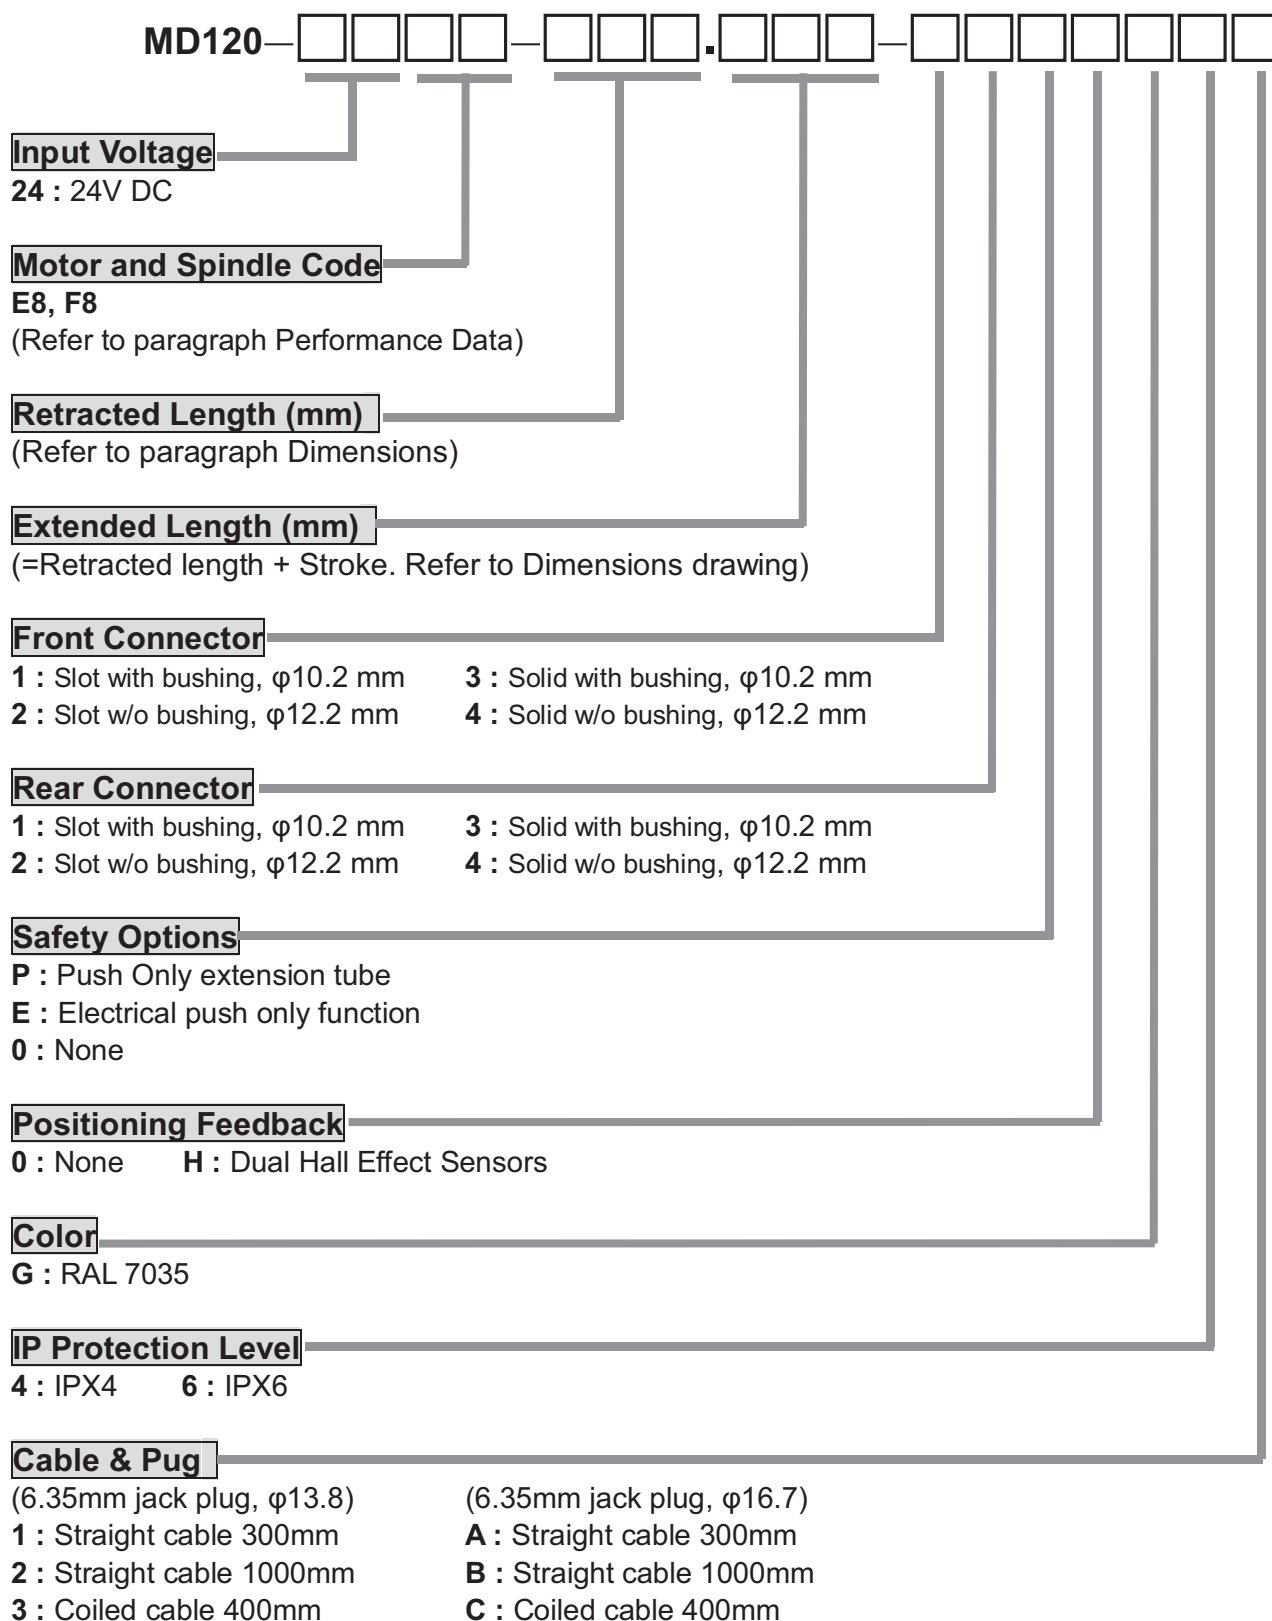 MD120–□□□□–□□□.□□□–□□□□□□□
Input Voltage
24 : 24V DC
Motor and Spindle Code
E8, F8
(Refer to paragraph Performance Data)
Retracted Length (mm)
(Refer to paragraph Dimensions)
Extended Length (mm)
(=Retracted length + Stroke. Refer to Dimensions drawing)
Front Connector
1 : Slot with bushing, φ10.2 mm 3 : Solid with bushing, φ10.2 mm
2 : Slot w/o bushing, φ12.2 mm 4 : Solid w/o bushing, φ12.2 mm
Rear Connector
1 : Slot with bushing, φ10.2 mm 3 : Solid with bushing, φ10.2 mm
2 : Slot w/o bushing, φ12.2 mm 4 : Solid w/o bushing, φ12.2 mm
Safety Options
P : Push Only extension tube
E : Electrical push only function
0 : None
Positioning Feedback
0 : None H : Dual Hall Effect Sensors
Color
G : RAL 7035
IP Protection Level
4 : IPX4 6 : IPX6
Cable & Pug
(6.35mm jack plug, φ13.8) (6.35mm jack plug, φ16.7)
1 : Straight cable 300mm A : Straight cable 300mm
2 : Straight cable 1000mm B : Straight cable 1000mm
3 : Coiled cable 400mm C : Coiled cable 400mm